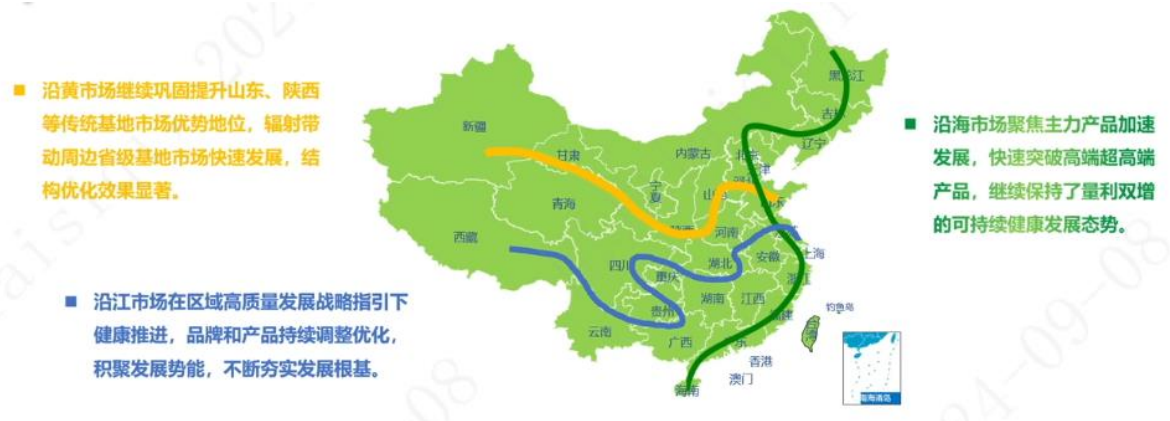 沿黄市场继续巩固提升山东、陕西
等传统基地市场优势地位，辐射带
动周边省级基地市场快速发展，结
构优化效果显著。
沿江市场在区域高质量发展战略指引下
健康推进，品牌和产品持续调整优化，
积聚发展势能，不断夯实发展根基。
沿海市场聚焦主力产品加速
发展，快速突破高端超高端
产品，继续保持了量利双增
的可持续健康发展态势。
黑龙江
吉林
辽宁
新疆
甘肃
内蒙古
北京
宁夏
青海
河南
西藏
四川
重庆
湖北
安徽
上海
浙江
湖南
江西
贵州
云南
广西
福建
钓鱼岛
香港
澳门
海南
南海诸岛
2024-09-08